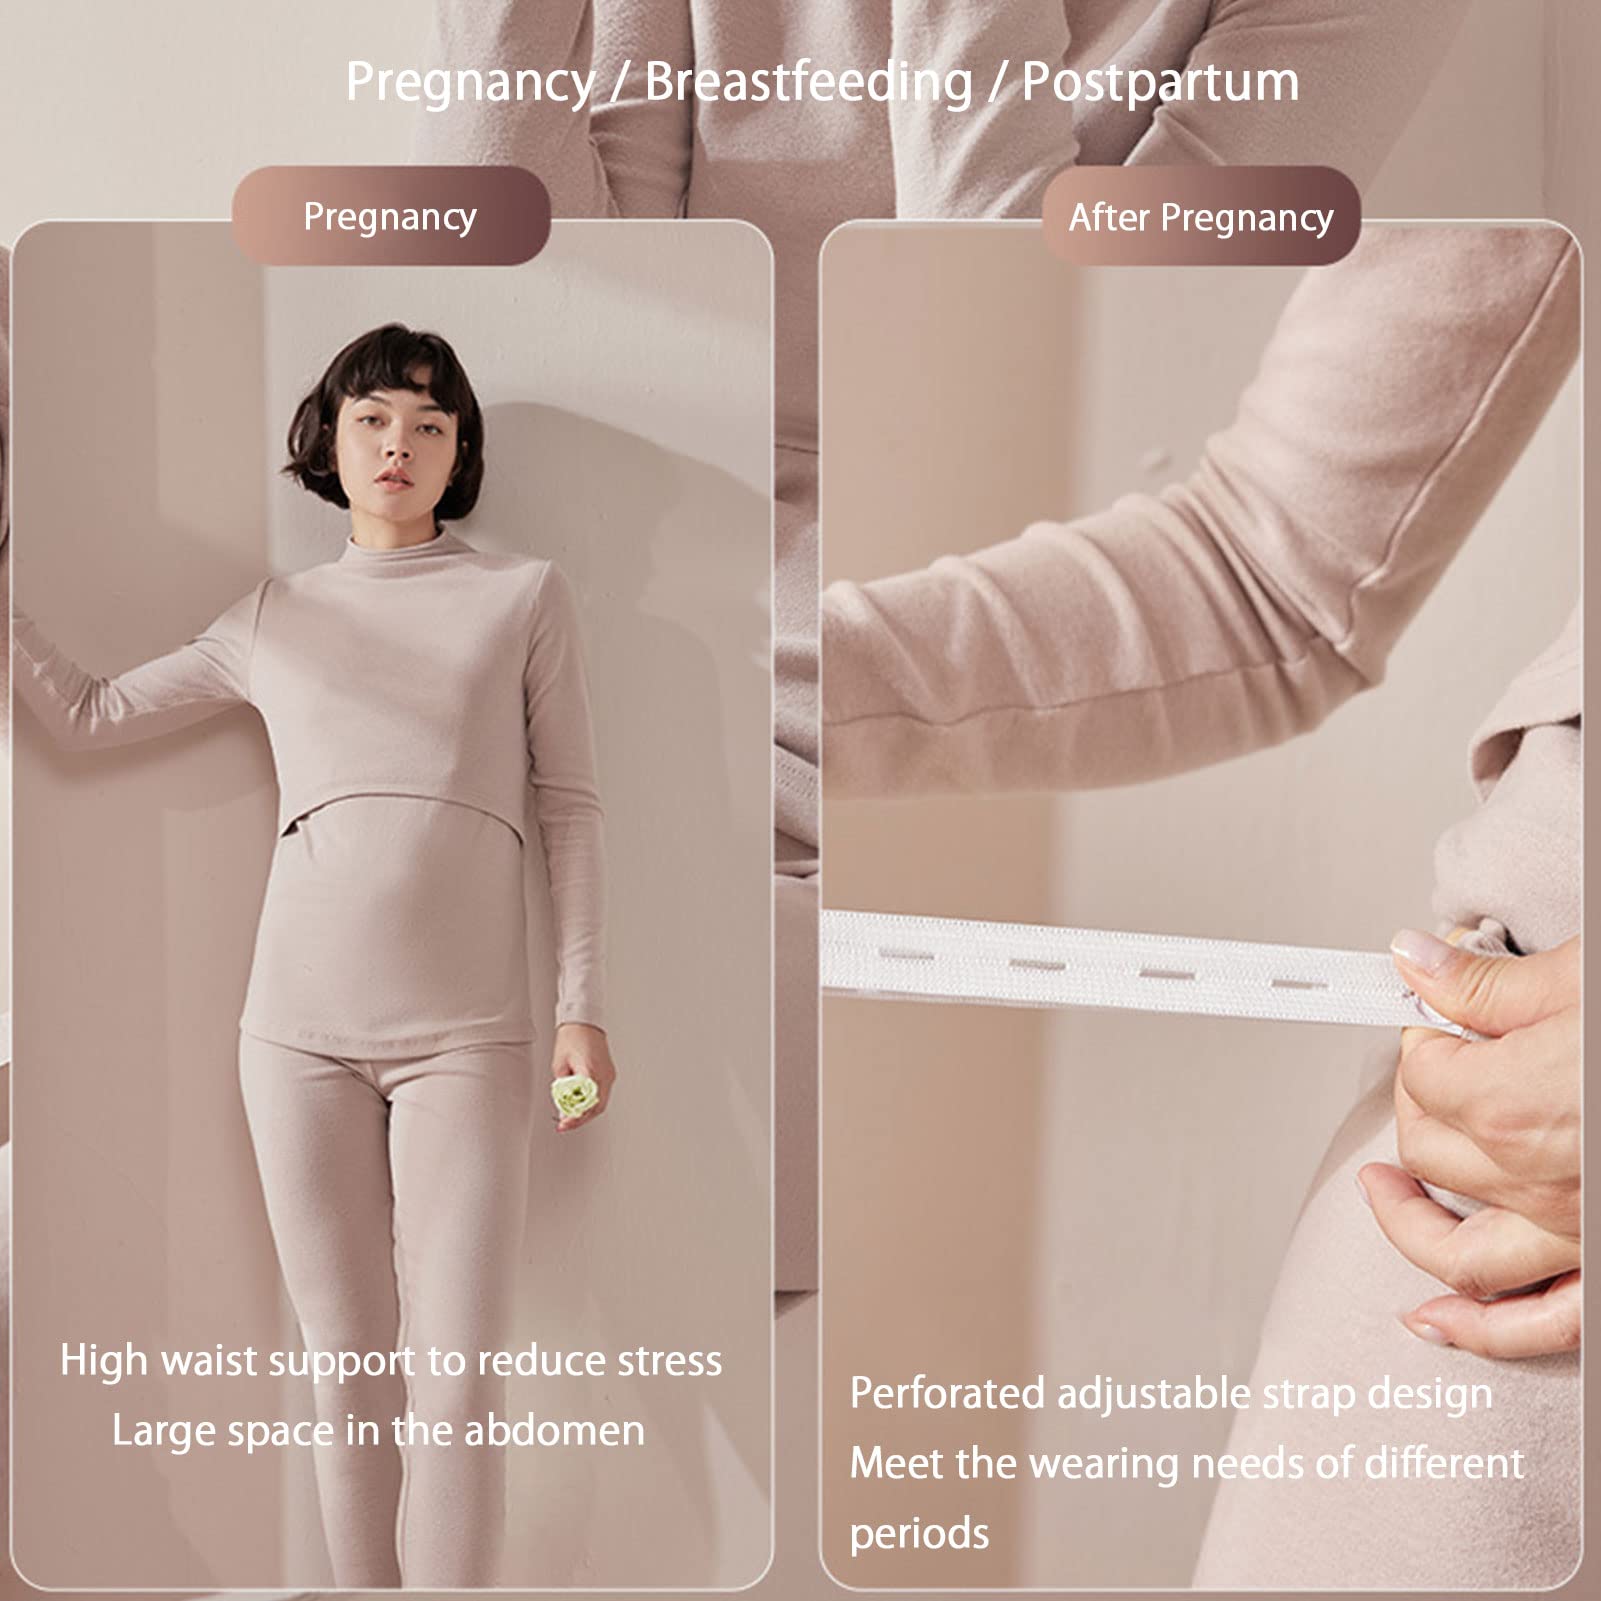 Pregnancy / Breastfeeding / Postpartum
Pregnancy
High waist support to reduce stress
Large space in the abdomen
After Pregnancy
Perforated adjustable strap design
Meet the wearing needs of different
periods